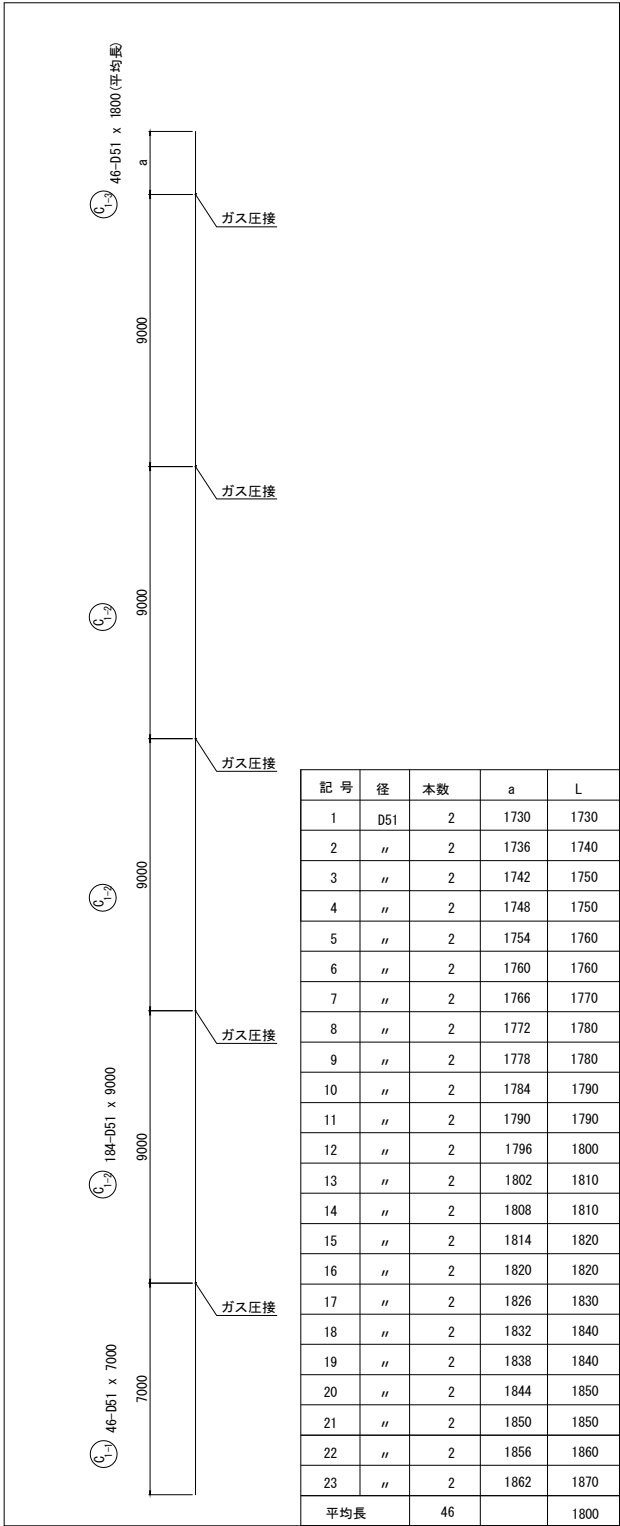 C1-3 46-D51 x 1800(平均長)
a
ガス圧接
9000
ガス圧接
C1-2 9000
ガス圧接
C1-2 9000
ガス圧接
C1-2 184-D51 x 9000
9000
ガス圧接
C1-1 46-D51 x 7000
7000
記号 径 本数 a L
1 D51 2 1730 1730
2 〃 2 1736 1740
3 〃 2 1742 1750
4 〃 2 1748 1750
5 〃 2 1754 1760
6 〃 2 1760 1760
7 〃 2 1766 1770
8 〃 2 1772 1780
9 〃 2 1778 1780
10 〃 2 1784 1790
11 〃 2 1790 1790
12 〃 2 1796 1800
13 〃 2 1802 1810
14 〃 2 1808 1810
15 〃 2 1814 1820
16 〃 2 1820 1820
17 〃 2 1826 1830
18 〃 2 1832 1840
19 〃 2 1838 1840
20 〃 2 1844 1850
21 〃 2 1850 1850
22 〃 2 1856 1860
23 〃 2 1862 1870
平均長 46 1800